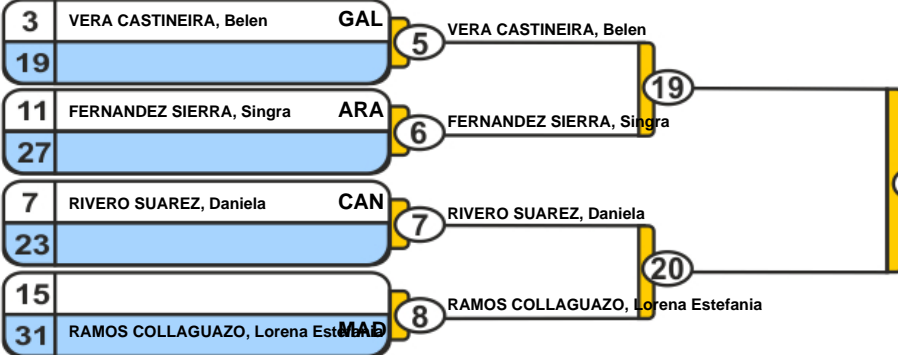 3 VERA CASTINEIRA, Belen GAL
19
5 VERA CASTINEIRA, Belen
11 FERNANDEZ SIERRA, Singra ARA
27
6 FERNANDEZ SIERRA, Singra
19
7 RIVERO SUAREZ, Daniela CAN
23
7 RIVERO SUAREZ, Daniela
15
31 RAMOS COLLAGUAZO, Lorena Estefania MAD
8 RAMOS COLLAGUAZO, Lorena Estefania
20